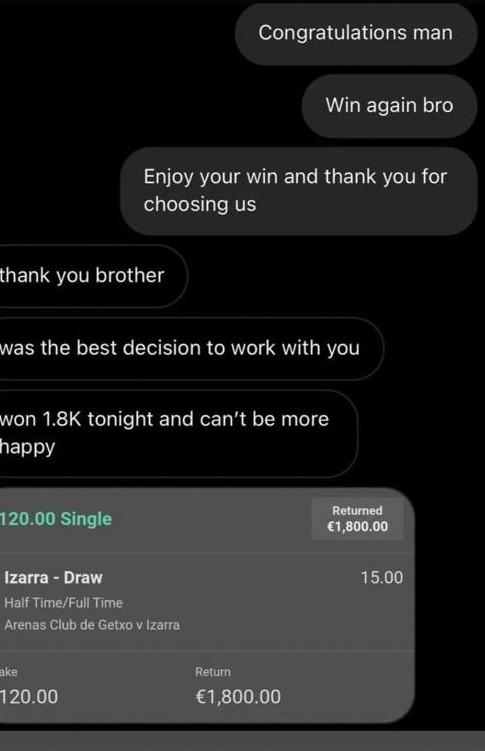 Congratulations man
Win again bro
Enjoy your win and thank you for
choosing us
thank you brother
was the best decision to work with you
won 1.8K tonight and can't be more
happy
120.00 Single
Returned
€1,800.00
Izarra - Draw
15.00
Half Time/Full Time
Arenas Club de Getxo v Izarra
ake
Return
120.00
€1,800.00